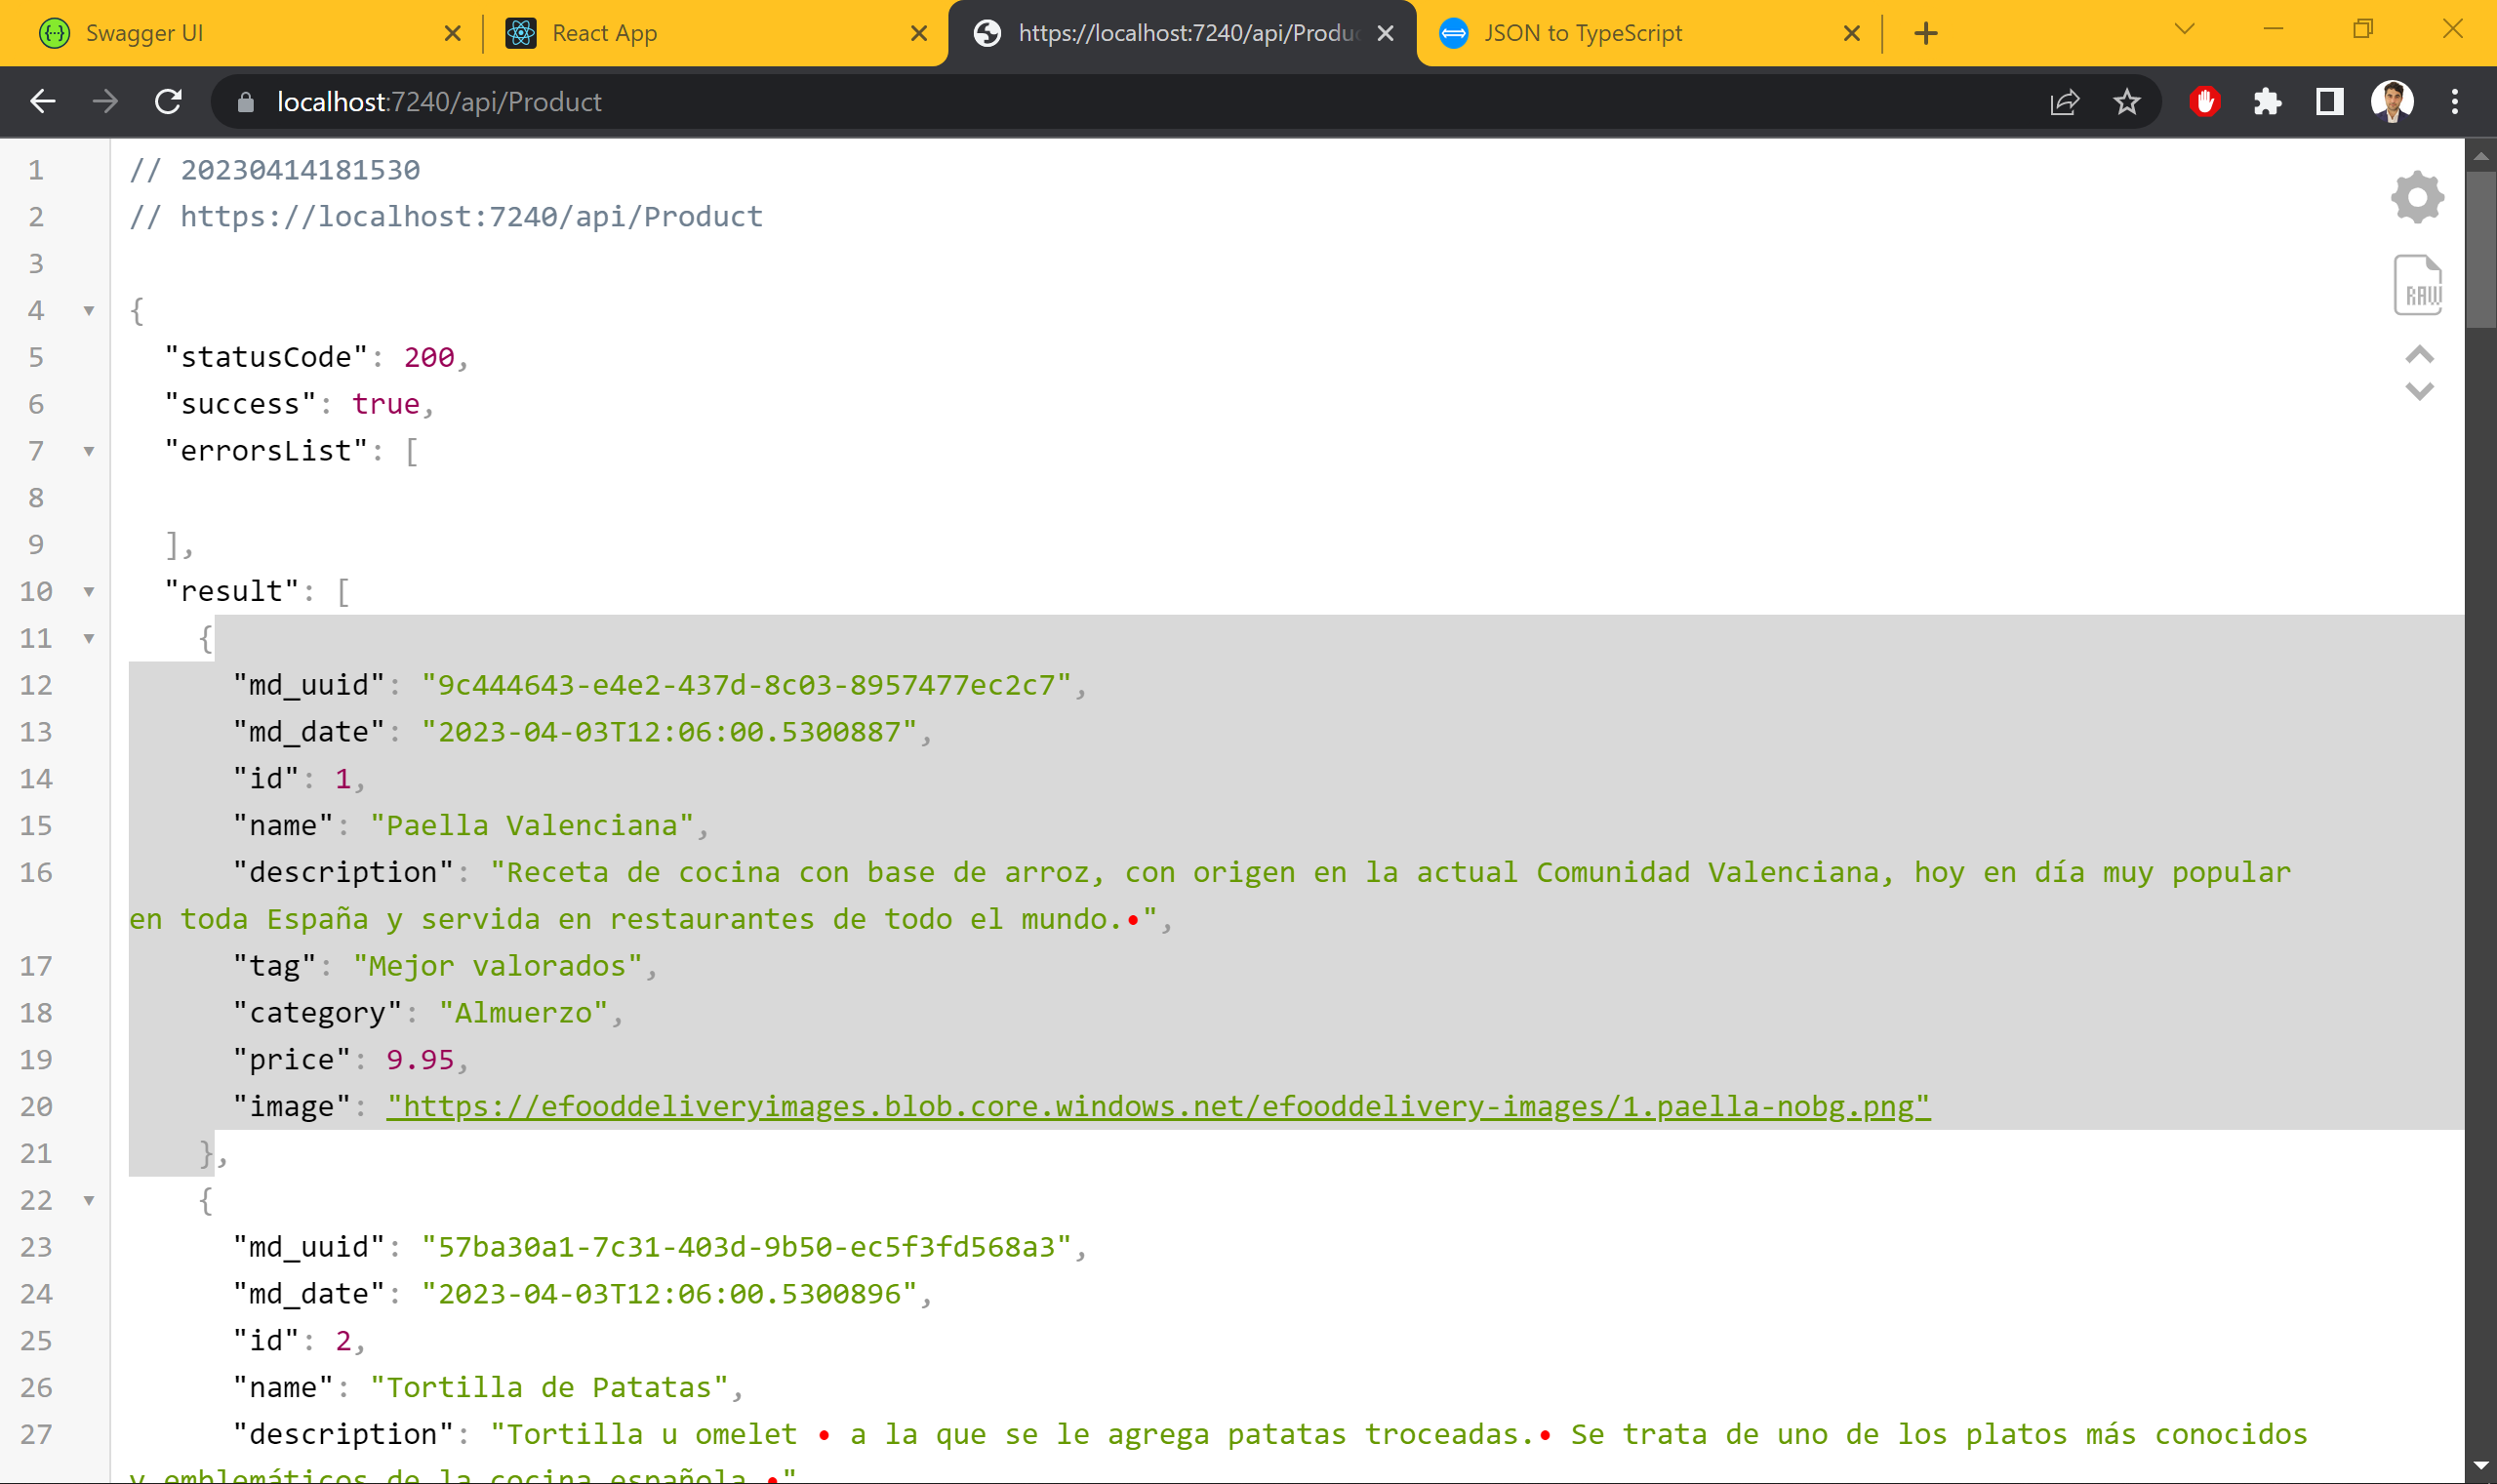 Swagger UI
React App
https://localhost:7240/api/Produc
JSON to TypeScript
localhost:7240/api/Product
1 // 20230414181530
2 // https://localhost:7240/api/Product
3
4 {
5 "statusCode": 200,
6 "success": true,
7 "errorsList": [
8
9 ],
10 "result": [
11 {
12 "md_uuid": "9c444643-e4e2-437d-8c03-8957477ec2c7",
13 "md_date": "2023-04-03T12:06:00.5300887",
14 "id": 1,
15 "name": "Paella Valenciana",
16 "description": "Receta de cocina con base de arroz, con origen en la actual Comunidad Valenciana, hoy en día muy popular
en toda España y servida en restaurantes de todo el mundo.•",
17 "tag": "Mejor valorados",
18 "category": "Almuerzo",
19 "price": 9.95,
20 "image": "https://efooddeliveryimages.blob.core.windows.net/efooddelivery-images/1.paella-nobg.png"
21 },
22 {
23 "md_uuid": "57ba30a1-7c31-403d-9b50-ec5f3fd568a3",
24 "md_date": "2023-04-03T12:06:00.5300896",
25 "id": 2,
26 "name": "Tortilla de Patatas",
27 "description": "Tortilla u omelet • a la que se le agrega patatas troceadas.• Se trata de uno de los platos más conocidos
y emblemáticos de la cocina española.•"
RAW